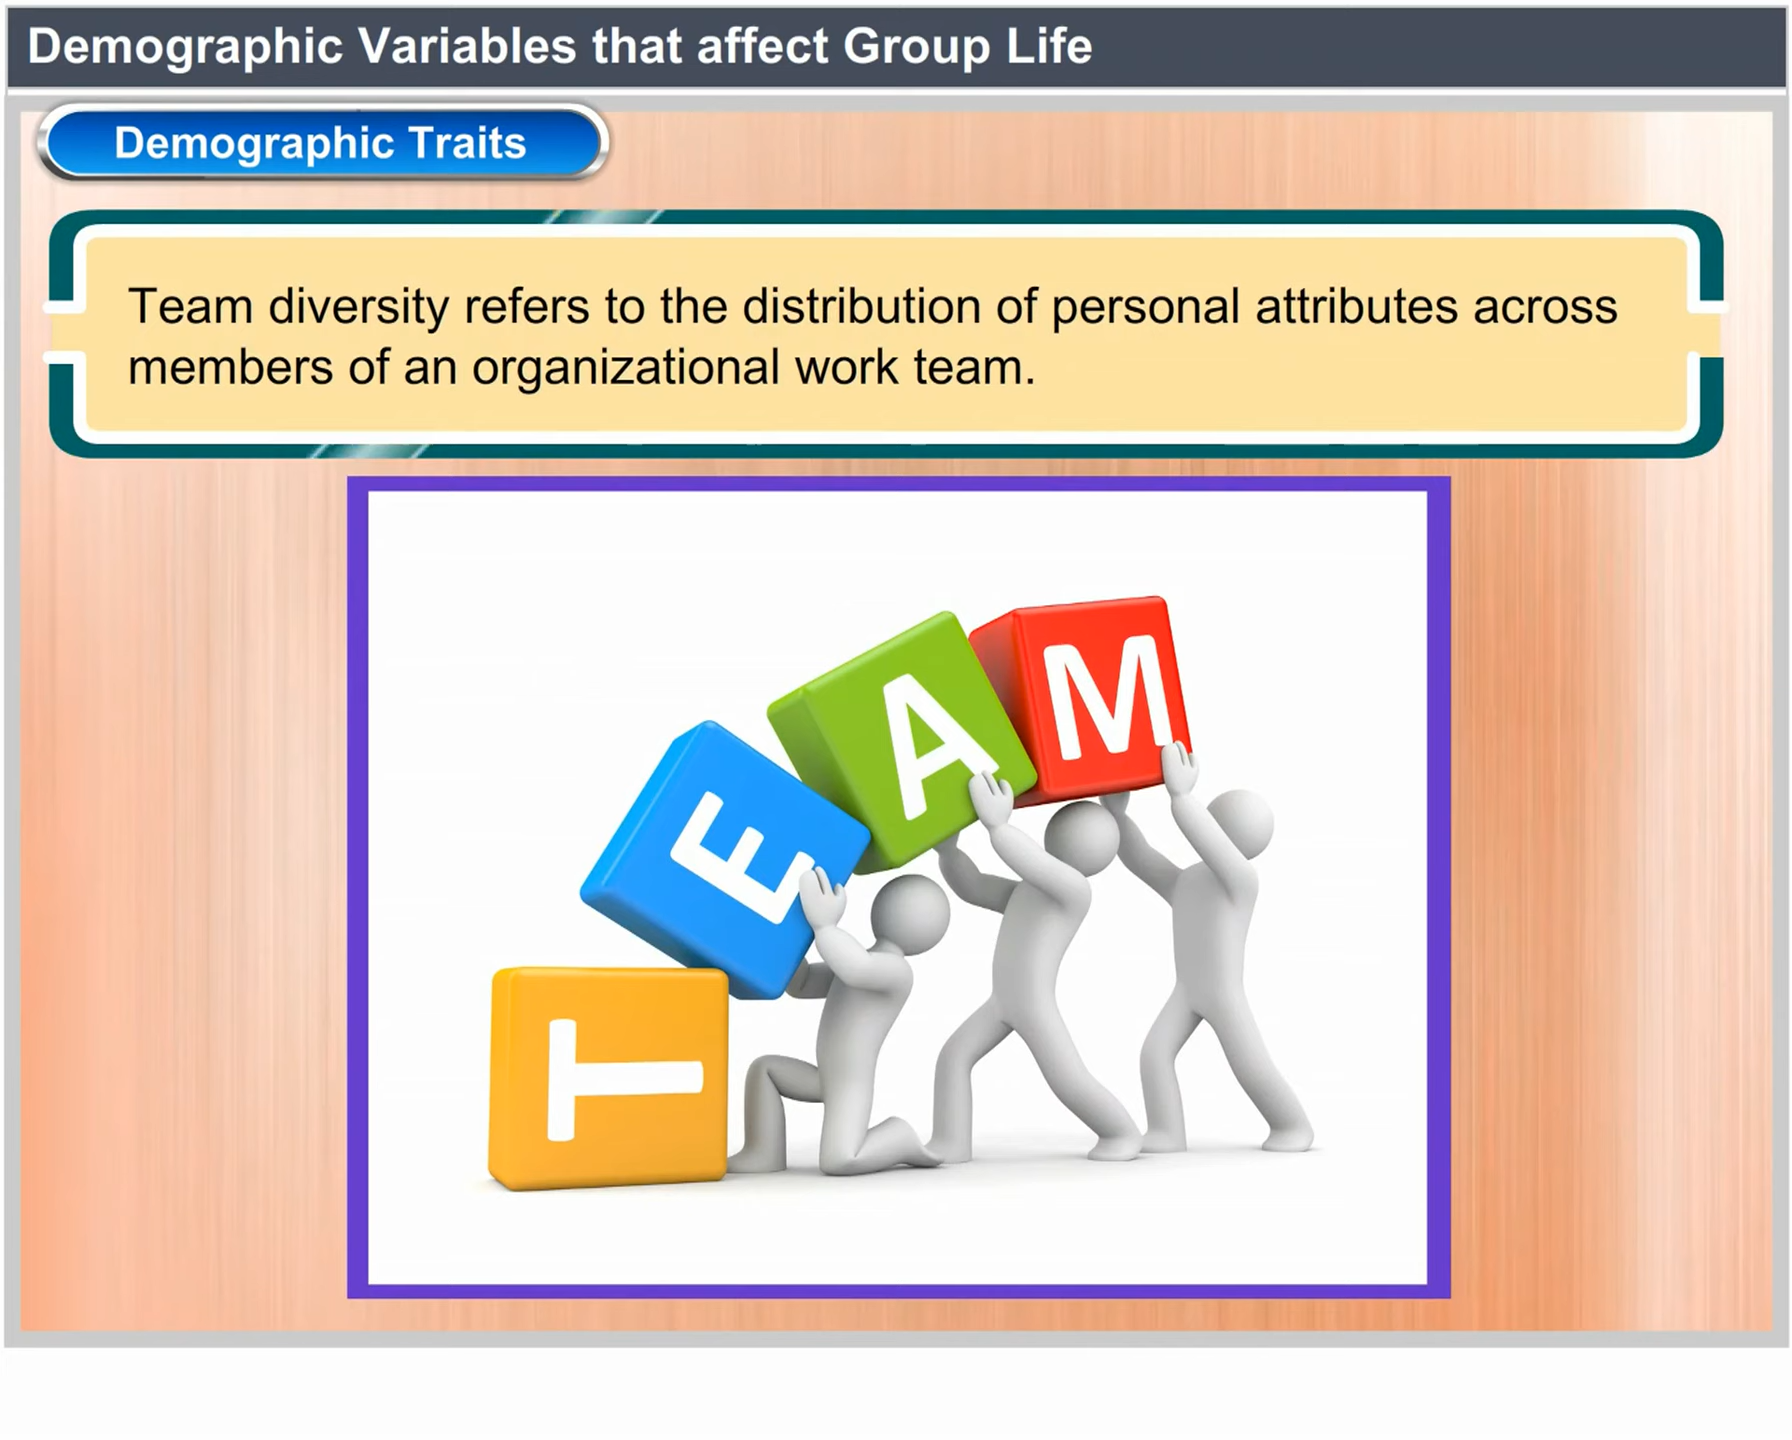 Demographic Variables that affect Group Life
Demographic Traits
Team diversity refers to the distribution of personal attributes across
members of an organizational work team.
TEAM